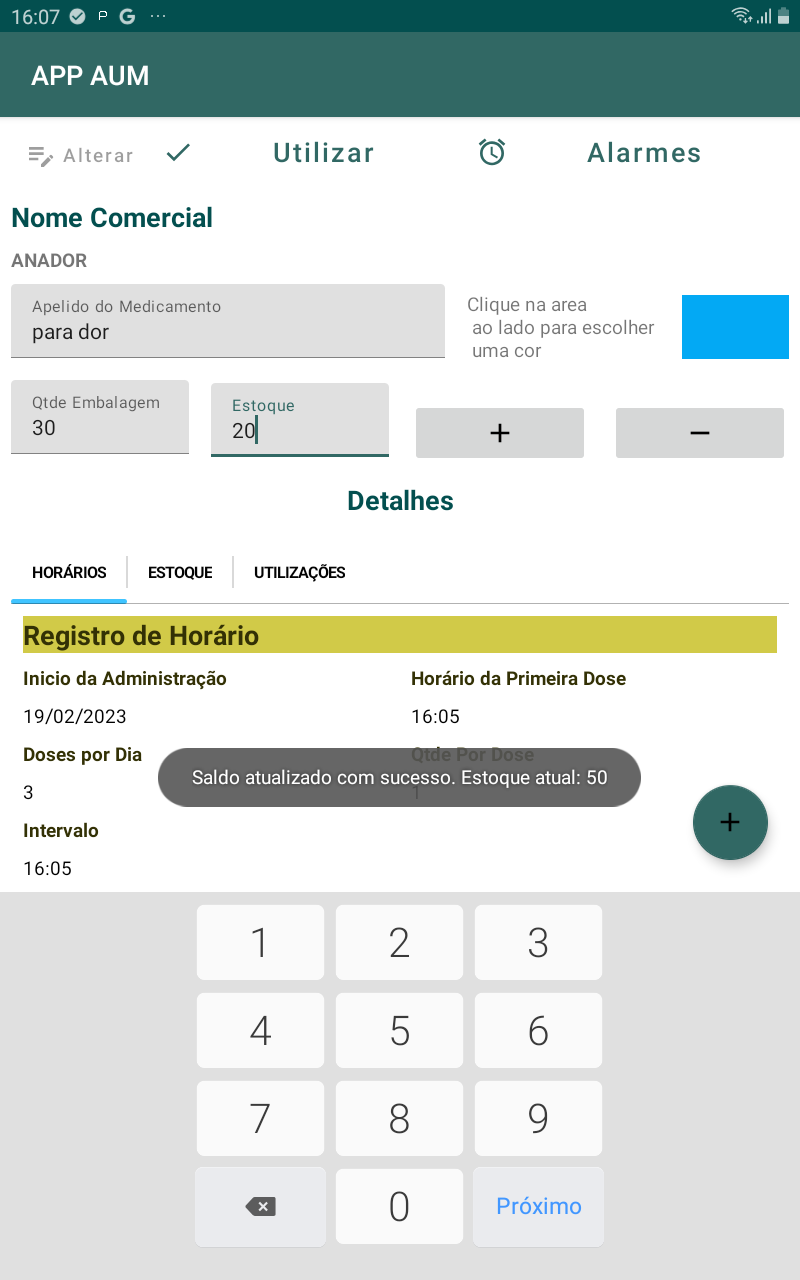 16:07 P G ...
APP AUM
Alterar Utilizar Alarmes
Nome Comercial
ANADOR
Apelido do Medicamento
para dor
Clique na area
ao lado para escolher
uma cor
Qtde Embalagem
30
Estoque
20
+ −
Detalhes
HORÁRIOS ESTOQUE UTILIZAÇÕES
Registro de Horário
Inicio da Administração Horário da Primeira Dose
19/02/2023 16:05
Doses por Dia Qtde Por Dose
Saldo atualizado com sucesso. Estoque atual: 50
3 1
Intervalo
+
16:05
1 2 3
4 5 6
7 8 9
0 Próximo